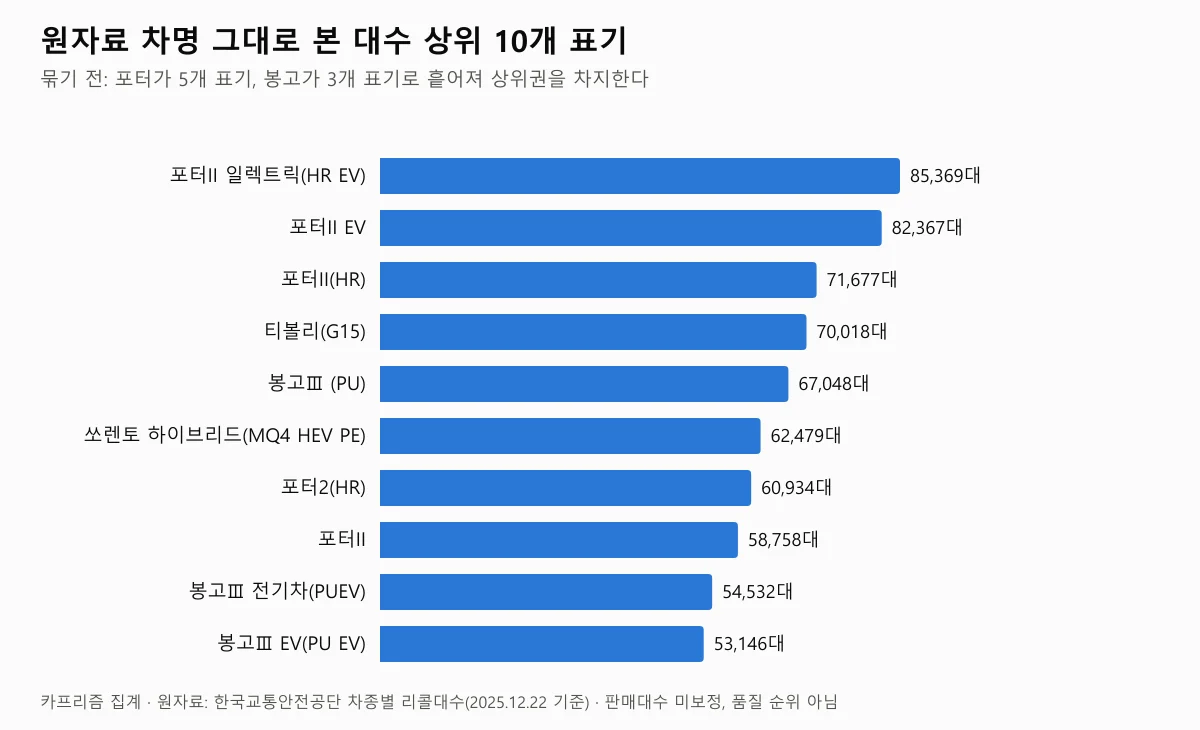 원자료 차명 그대로 본 대수 상위 10개 표기
묶기 전: 포터가 5개 표기, 봉고가 3개 표기로 흩어져 상위권을 차지한다
포터II 일렉트릭(HR EV) 85,369대
포터II EV 82,367대
포터II(HR) 71,677대
티볼리(G15) 70,018대
봉고Ⅲ (PU) 67,048대
쏘렌토 하이브리드(MQ4 HEV PE) 62,479대
포터2(HR) 60,934대
포터II 58,758대
봉고Ⅲ 전기차(PUEV) 54,532대
봉고Ⅲ EV(PU EV) 53,146대
카프리즘 집계 · 원자료: 한국교통안전공단 차종별 리콜대수(2025.12.22 기준) · 판매대수 미보정, 품질 순위 아님